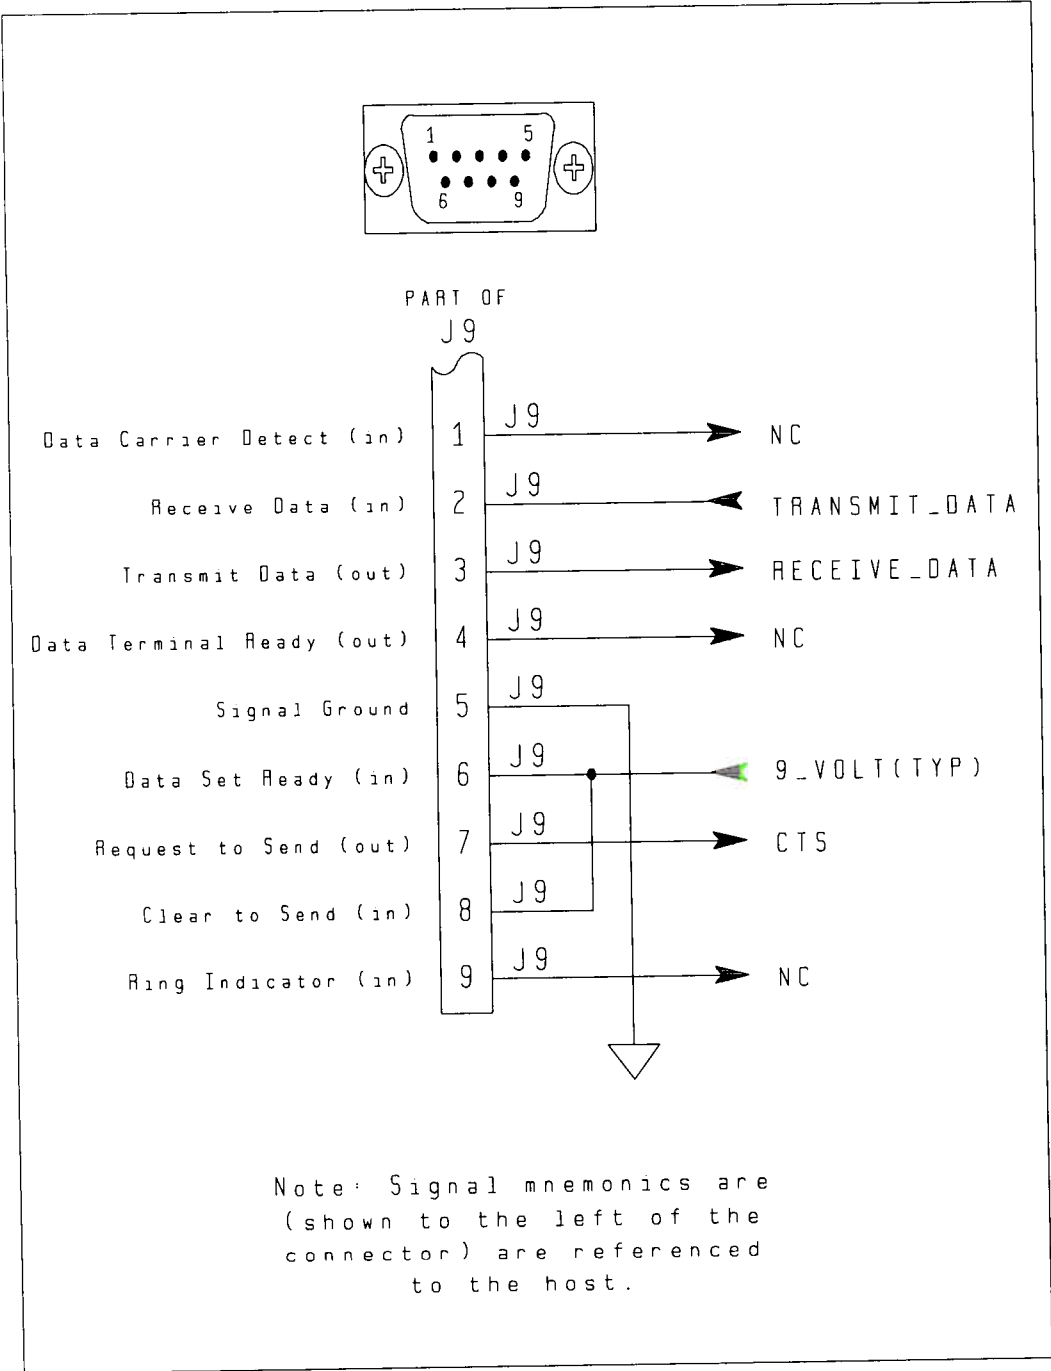 1 5
6 9
PART OF
J9
Data Carrier Detect (in) 1 J9 NC
Receive Data (in) 2 J9 TRANSMIT_DATA
Transmit Data (out) 3 J9 RECEIVE_DATA
Data Terminal Ready (out) 4 J9 NC
Signal Ground 5 J9
Data Set Ready (in) 6 J9 9_VOLT(TYP)
Request to Send (out) 7 J9 CTS
Clear to Send (in) 8 J9
Ring Indicator (in) 9 J9 NC
Note: Signal mnemonics are
(shown to the left of the
connector) are referenced
to the host.